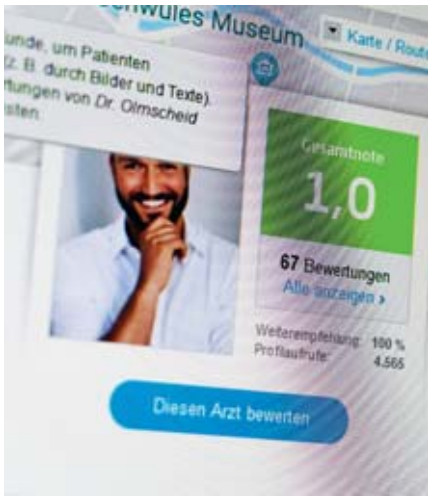 hwules Museum
Karte / Route
unde, um Patienten
(z. B. durch Bilder und Texte).
rtungen von Dr. Olmscheid
sten.
Gesamtnote
1,0
67 Bewertungen
Alle anzeigen >
Weiterempfehlung: 100 %
Profilaufrufe: 4.565
Diesen Arzt bewerten